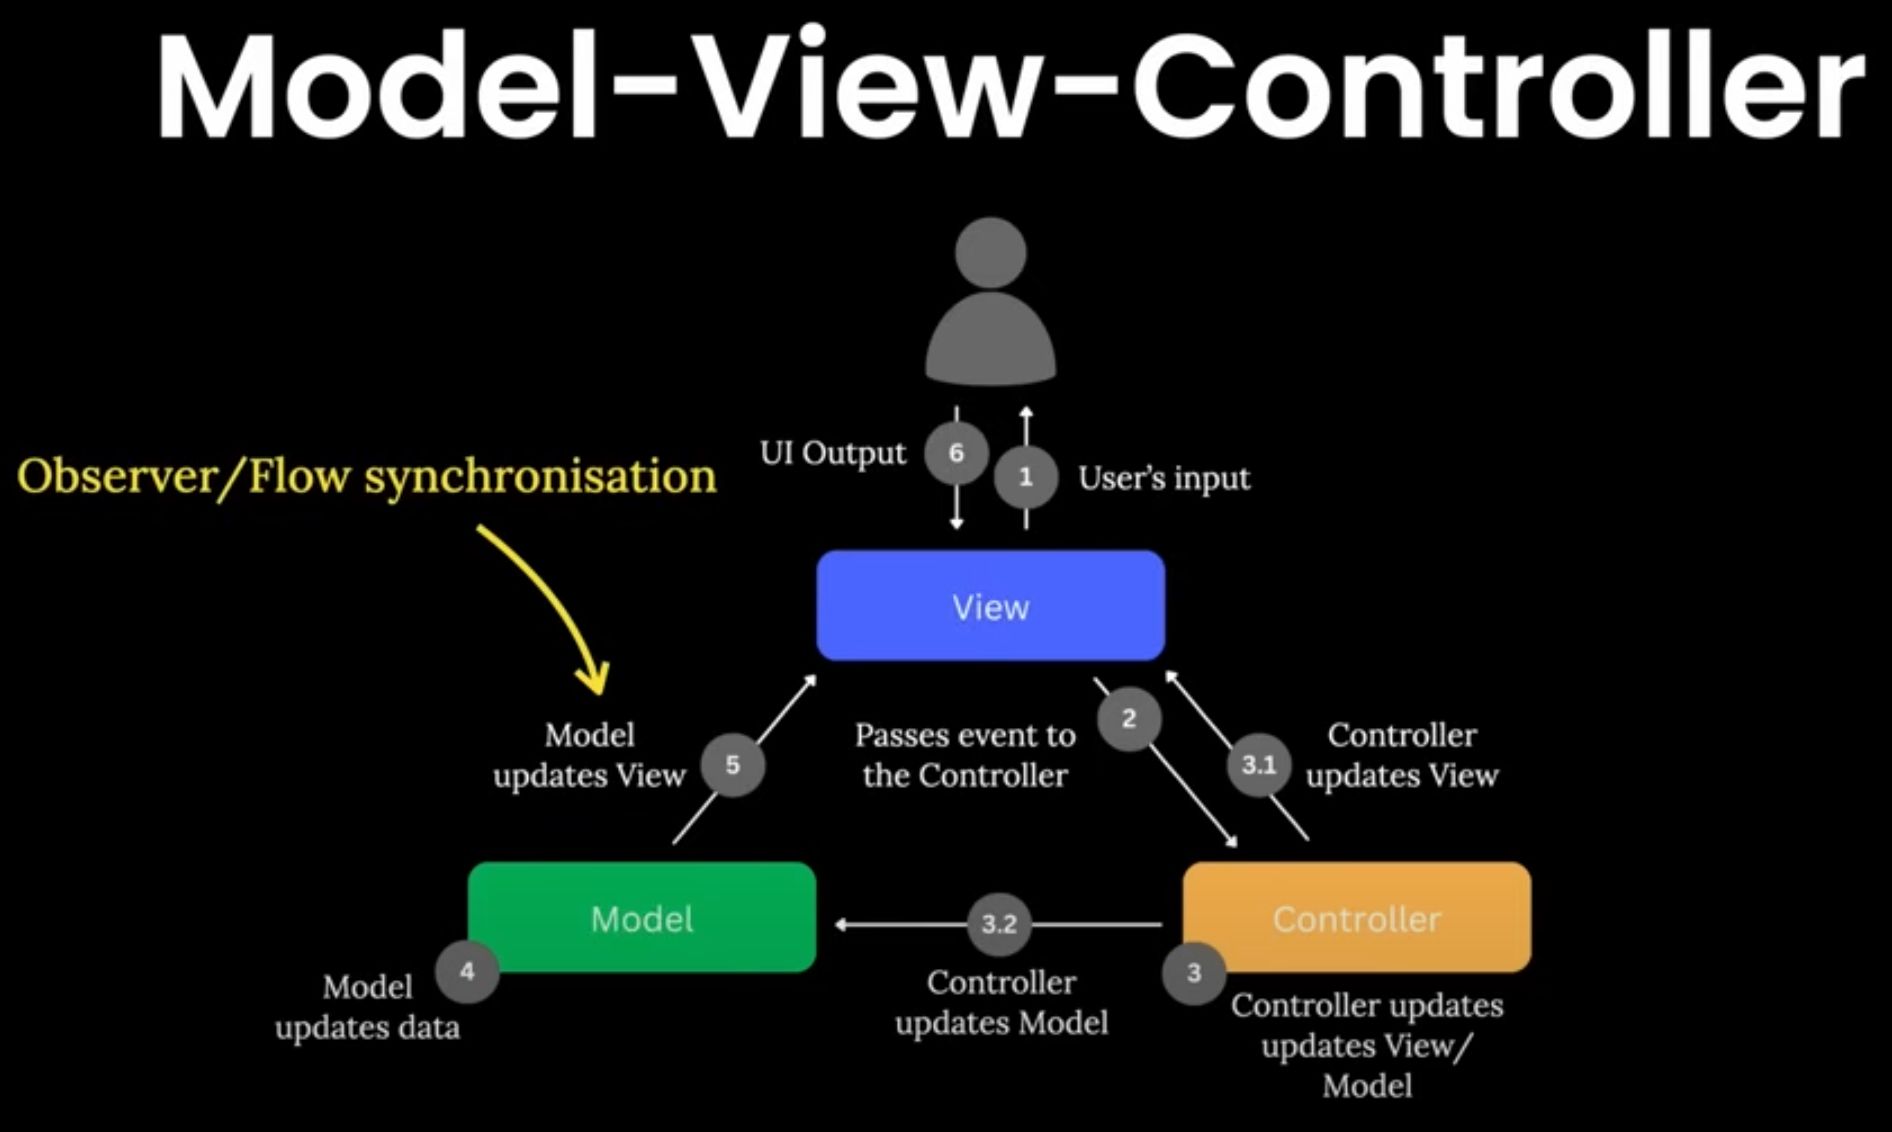 Model-View-Controller
UI Output
6
1
User's input
Observer/Flow synchronisation
View
Model
updates View
5
Passes event to
the Controller
2
3.1
Controller
updates View
Model
4
Model
updates data
3.2
Controller
updates Model
Controller
3
Controller updates
updates View/
Model